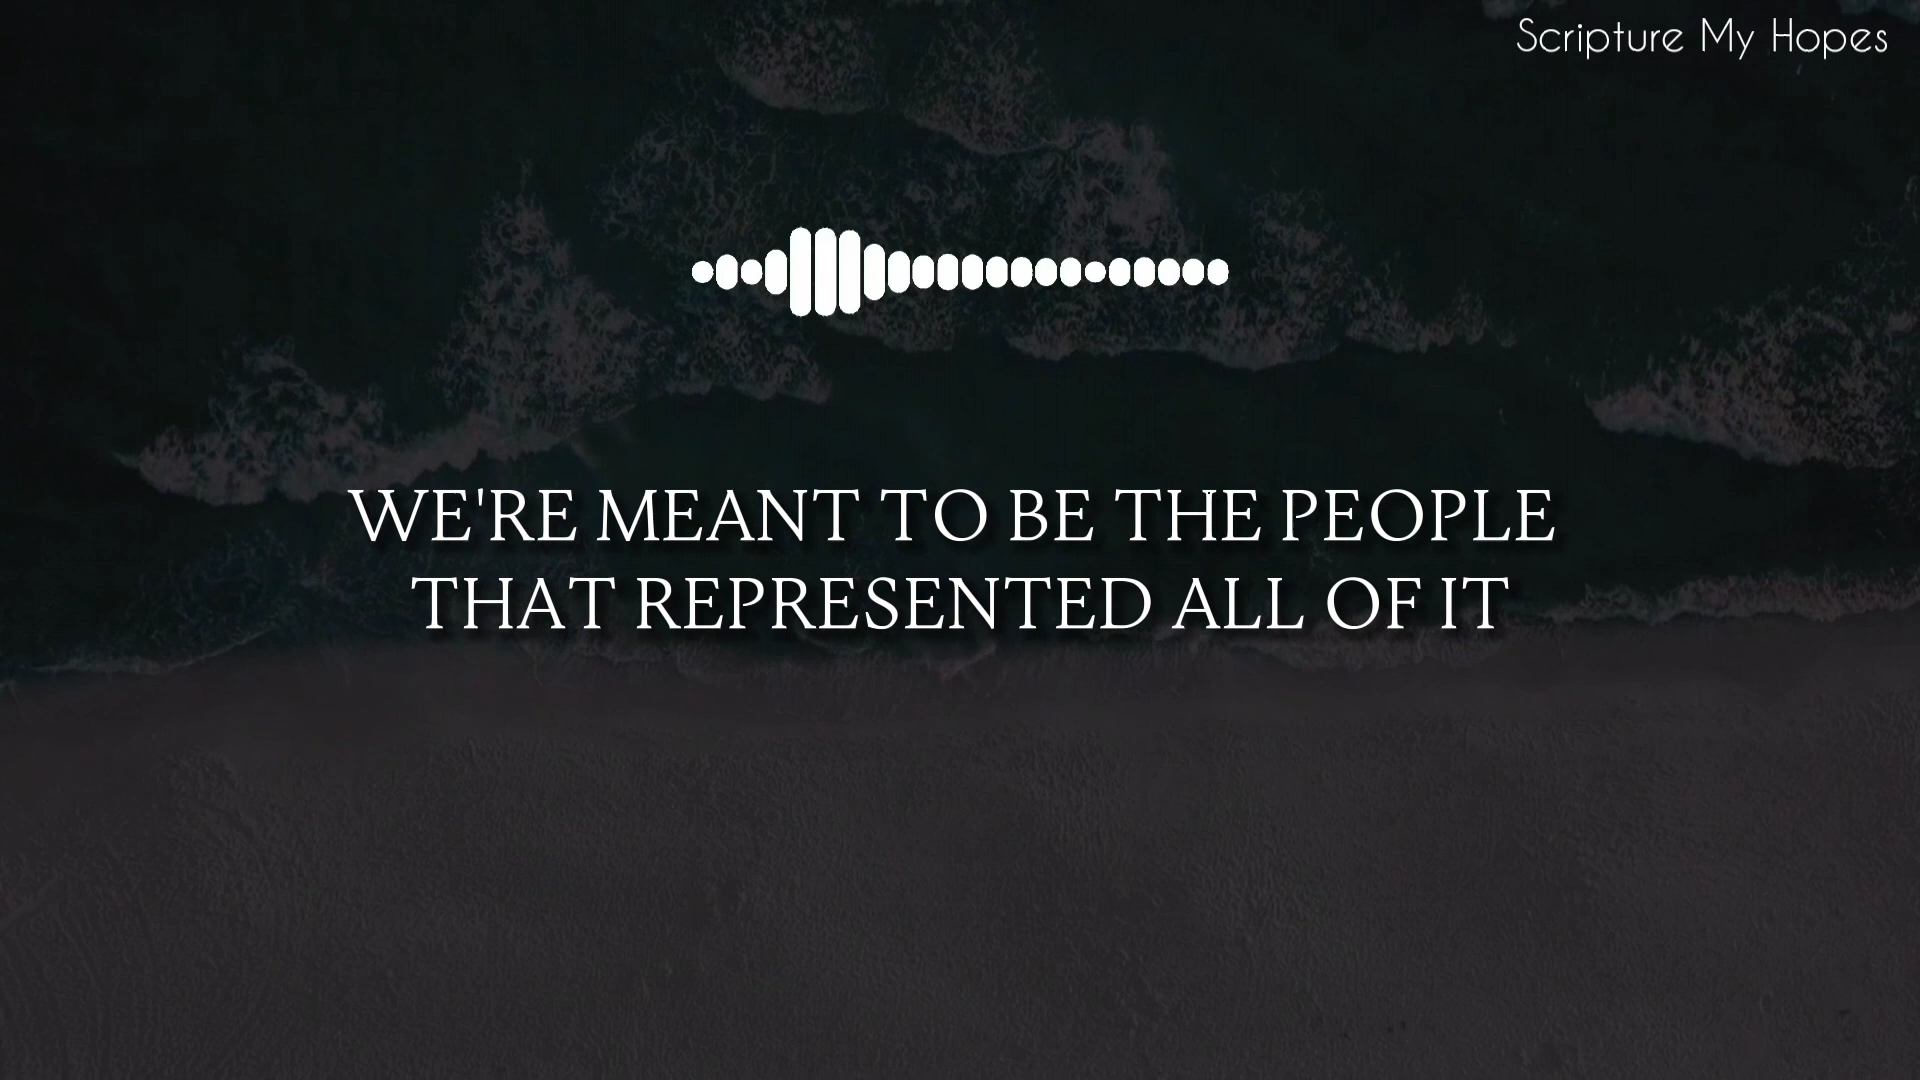 Scripture My Hopes
WE'RE MEANT TO BE THE PEOPLE
THAT REPRESENTED ALL OF IT